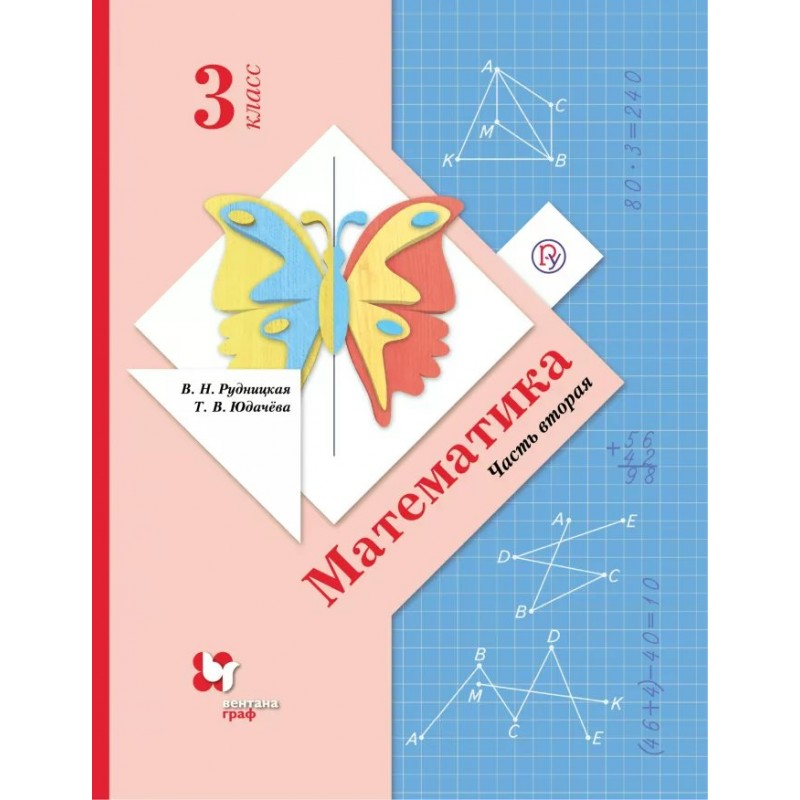 3
класс
A
C
M
K
B
80 · 3 = 240
р.у
В. Н. Рудницкая
Т. В. Юдачёва
Математика
Часть вторая
+56
42
98
A
E
D
C
B
(46+4)–40=10
D
B
M
K
C
A
E
вентана
граф